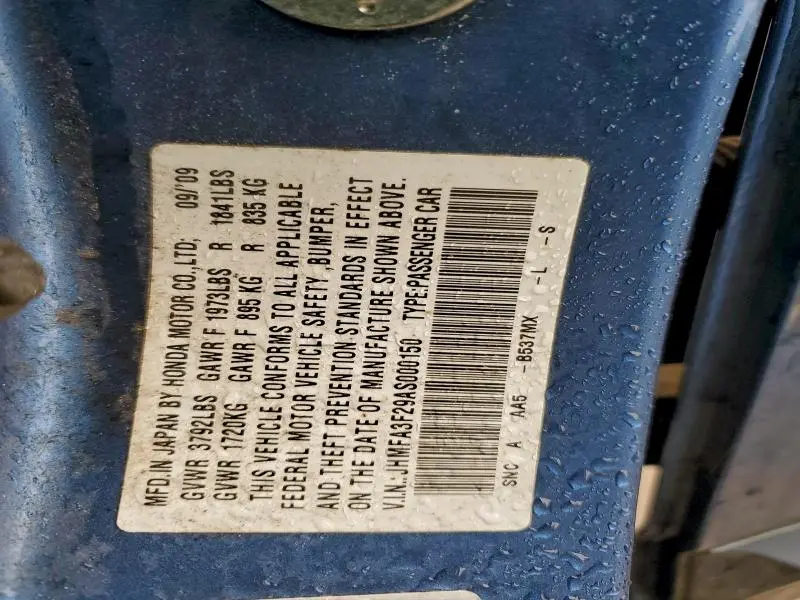 MFD.IN JAPAN BY HONDA MOTOR CO.,LTD, 09/'09
GVWR 3792LBS GAWR F 1973LBS R 1841LBS
GVWR 1720KG GAWR F 895 KG R 835 KG
THIS VEHICLE CONFORMS TO ALL APPLICABLE
FEDERAL MOTOR VEHICLE SAFETY ,BUMPER,
AND THEFT PREVENTION STANDARDS IN EFFECT
ON THE DATE OF MANUFACTURE SHOWN ABOVE.
V.I.N.:JHMFA3F29AS000150 TYPE:PASSENGER CAR
SNC A AA5 -B537MX -L -S